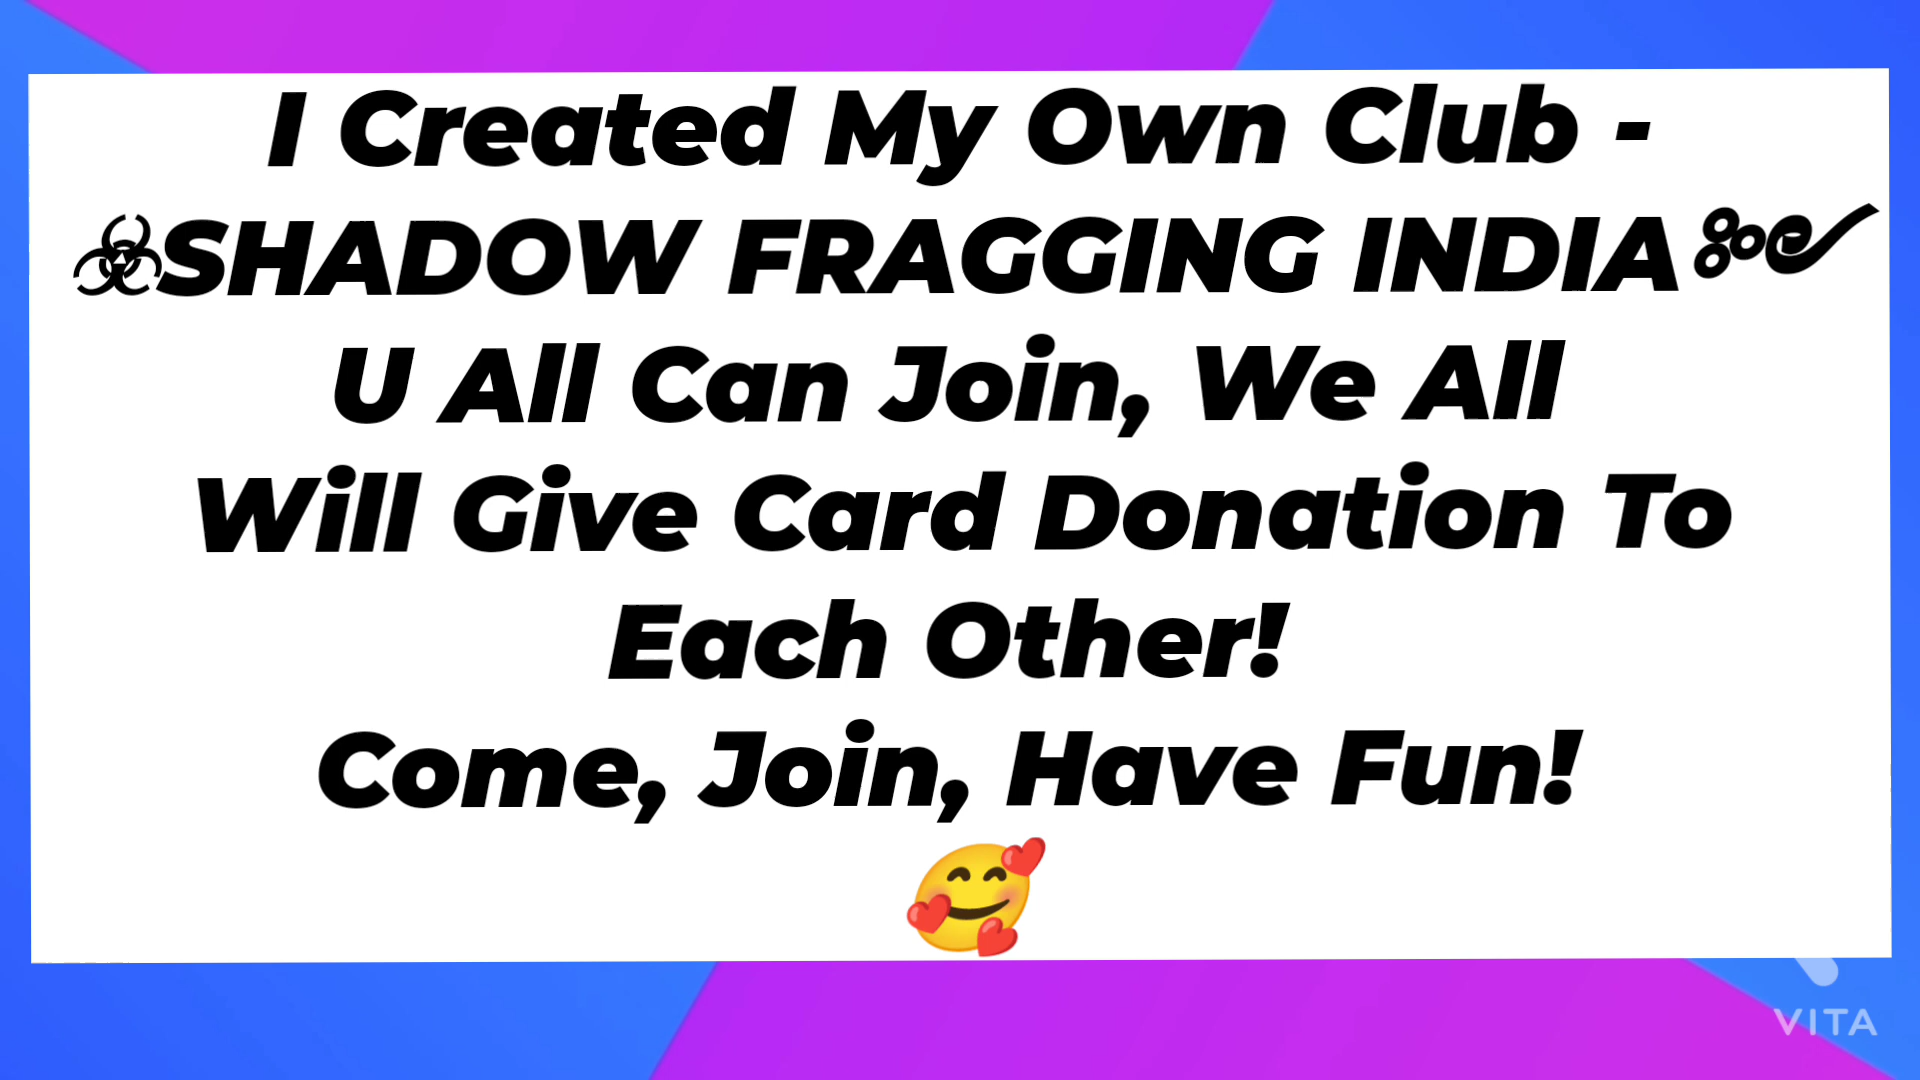 I Created My Own Club -
☣SHADOW FRAGGING INDIA༻
U All Can Join, We All
Will Give Card Donation To
Each Other!
Come, Join, Have Fun!
🥰
VITA